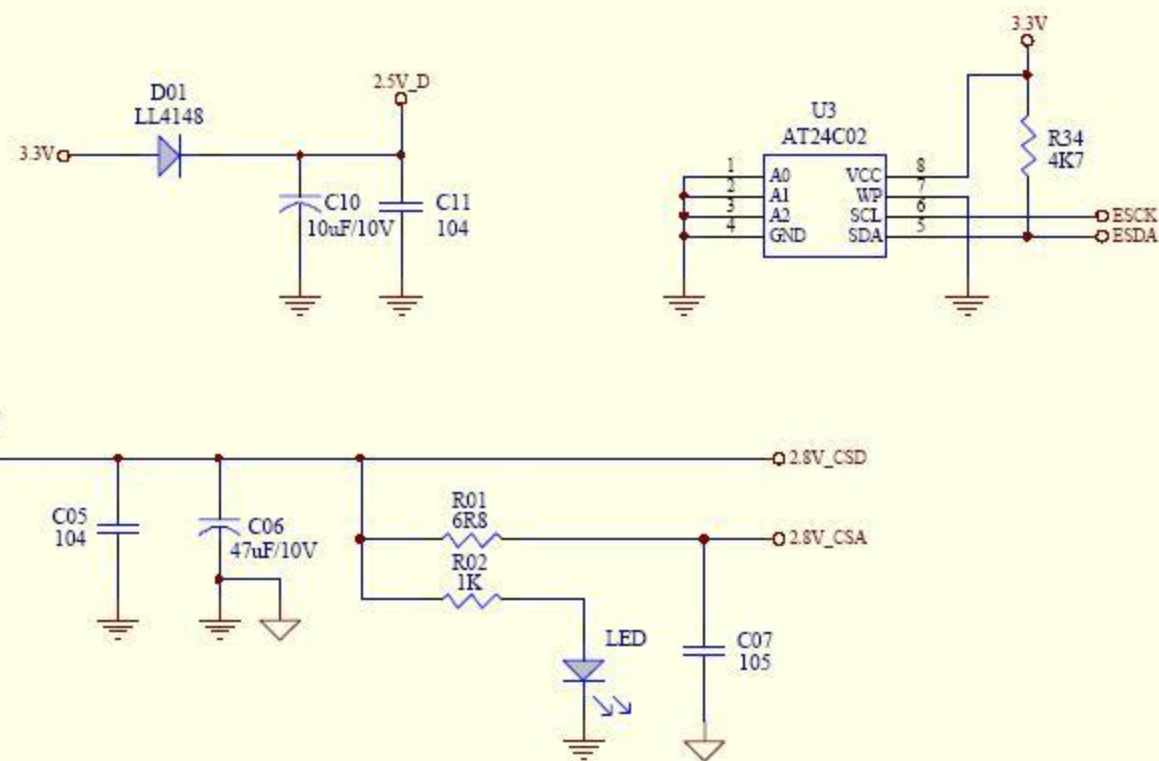 3.3V
2.5V_D
D01
LL4148
3.3V
C10
10uF/10V
C11
104
U3
AT24C02
R34
4K7
1 A0 VCC 8
2 A1 WP 7
3 A2 SCL 6
4 GND SDA 5
ESCK
ESDA
2.8V_CSD
C05
104
C06
47uF/10V
R01
6R8
2.8V_CSA
R02
1K
LED
C07
105